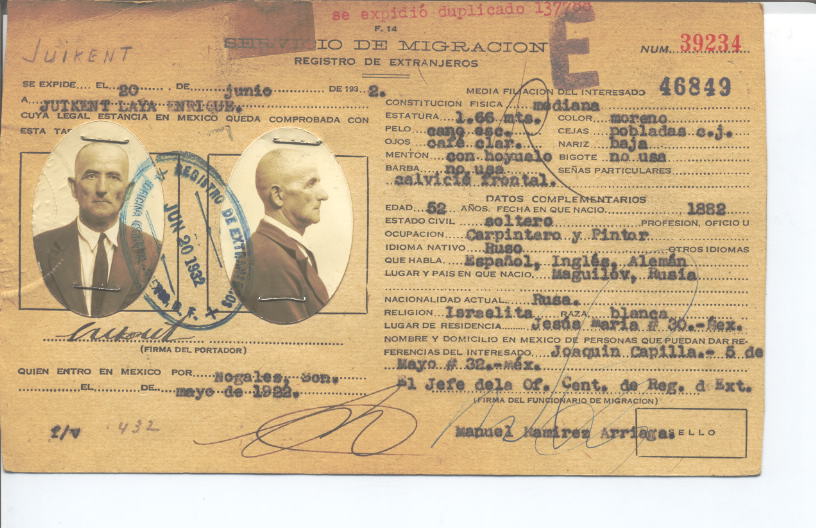 se expidió duplicado
F. 14
E
SERVICIO DE MIGRACION
NUM. 39234
REGISTRO DE EXTRANJEROS
JUIKENT
SE EXPIDE EL 20 DE junio DE 193 2.
A JUIKENT LAYA ENRIQUE.
CUYA LEGAL ESTANCIA EN MEXICO QUEDA COMPROBADA CON
ESTA
REGISTRO DE EXTRANJEROS
JUN 20 1932
(FIRMA DEL PORTADOR)
QUIEN ENTRO EN MEXICO POR Nogales, Son.
EL DE mayo de 1922.
f/v 432
MEDIA FILIACION DEL INTERESADO 46849
CONSTITUCION FISICA mediana
ESTATURA 1.66 mts. COLOR moreno
PELO cano esc. CEJAS pobladas c.j.
OJOS café clar. NARIZ baja
MENTON con hoyuelo BIGOTE no usa
BARBA no usa SEÑAS PARTICULARES
calvicie frontal.
DATOS COMPLEMENTARIOS
EDAD 52 AÑOS. FECHA EN QUE NACIO. 1882
ESTADO CIVIL soltero PROFESION, OFICIO U
OCUPACION Carpintero y Pintor
IDIOMA NATIVO Ruso OTROS IDIOMAS
QUE HABLA. Español, Inglés, Alemán
LUGAR Y PAIS EN QUE NACIO, Maguilév, Rusia
NACIONALIDAD ACTUAL. Rusa.
RELIGION Israelita RAZA blanca
LUGAR DE RESIDENCIA Jesús maria # 30.-Mex.
NOMBRE Y DOMICILIO EN MEXICO DE PERSONAS QUE PUEDAN DAR RE-
FERENCIAS DEL INTERESADO. Joaquin Capilla.- 5 de
Mayo # 32.-méx.
El Jefe dela Of. Cent. de Reg. d Ext.
(FIRMA DEL FUNCIONARIO DE MIGRACION)
Manuel Ramirez Arriaga.
SELLO